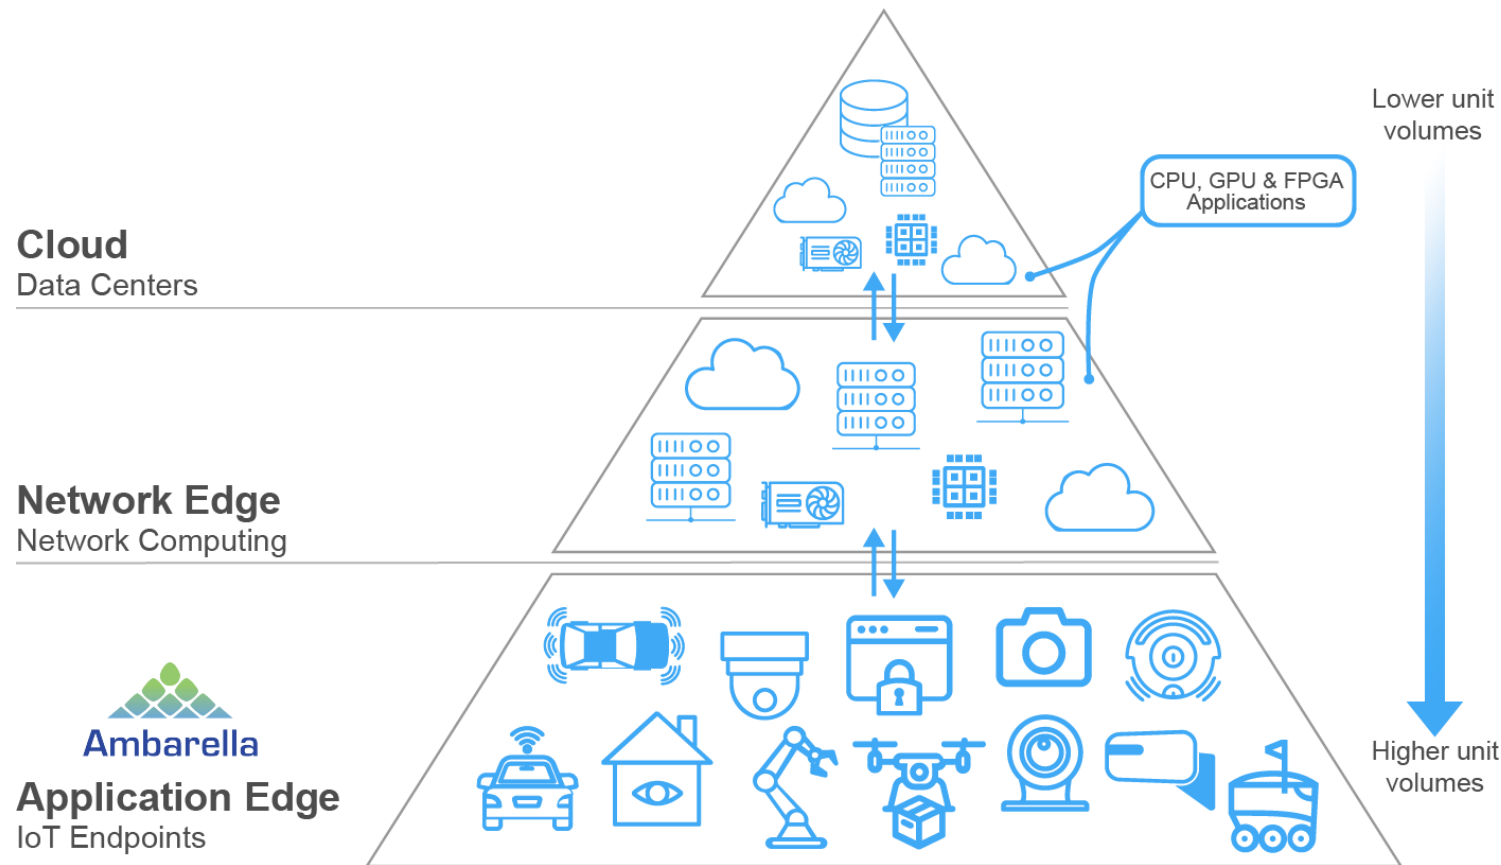 Lower unit
volumes
CPU, GPU & FPGA
Applications
Cloud
Data Centers
Network Edge
Network Computing
Ambarella
Application Edge
IoT Endpoints
Higher unit
volumes